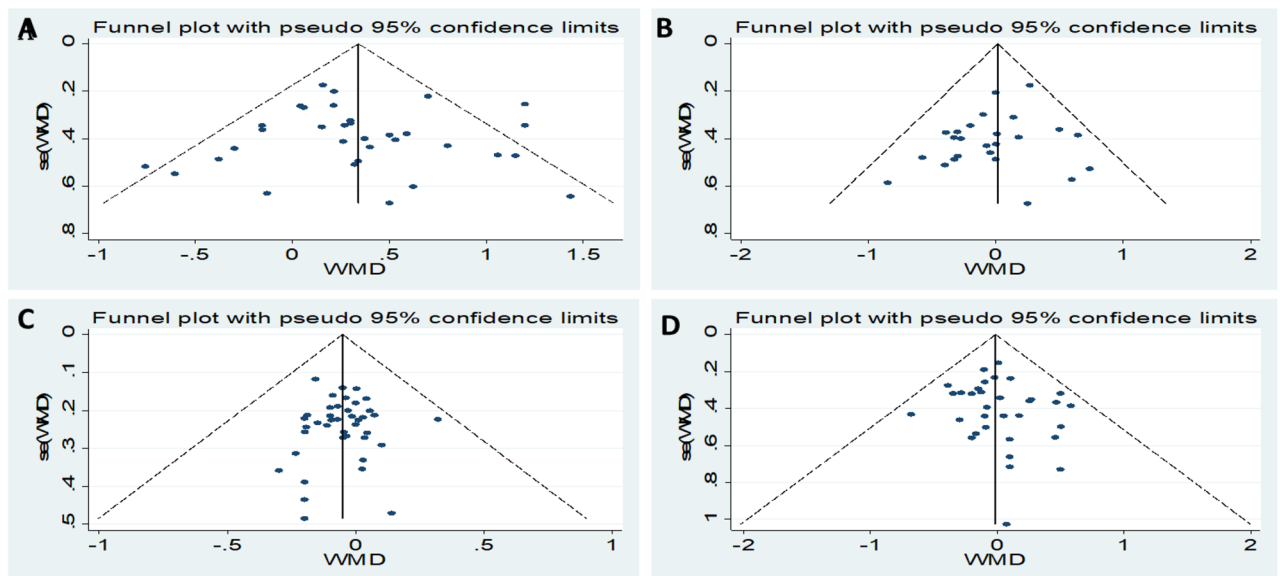 A
Funnel plot with pseudo 95% confidence limits
0
.2
.4
.6
.8
se(WMD)
-1
-.5
0
.5
1
1.5
WMD
B
Funnel plot with pseudo 95% confidence limits
0
.2
.4
.6
.8
se(WMD)
-2
-1
0
1
2
WMD
C
Funnel plot with pseudo 95% confidence limits
0
.1
.2
.3
.4
.5
se(WMD)
-1
-.5
0
.5
1
WMD
D
Funnel plot with pseudo 95% confidence limits
0
.2
.4
.6
.8
1
se(WMD)
-2
-1
0
1
2
WMD